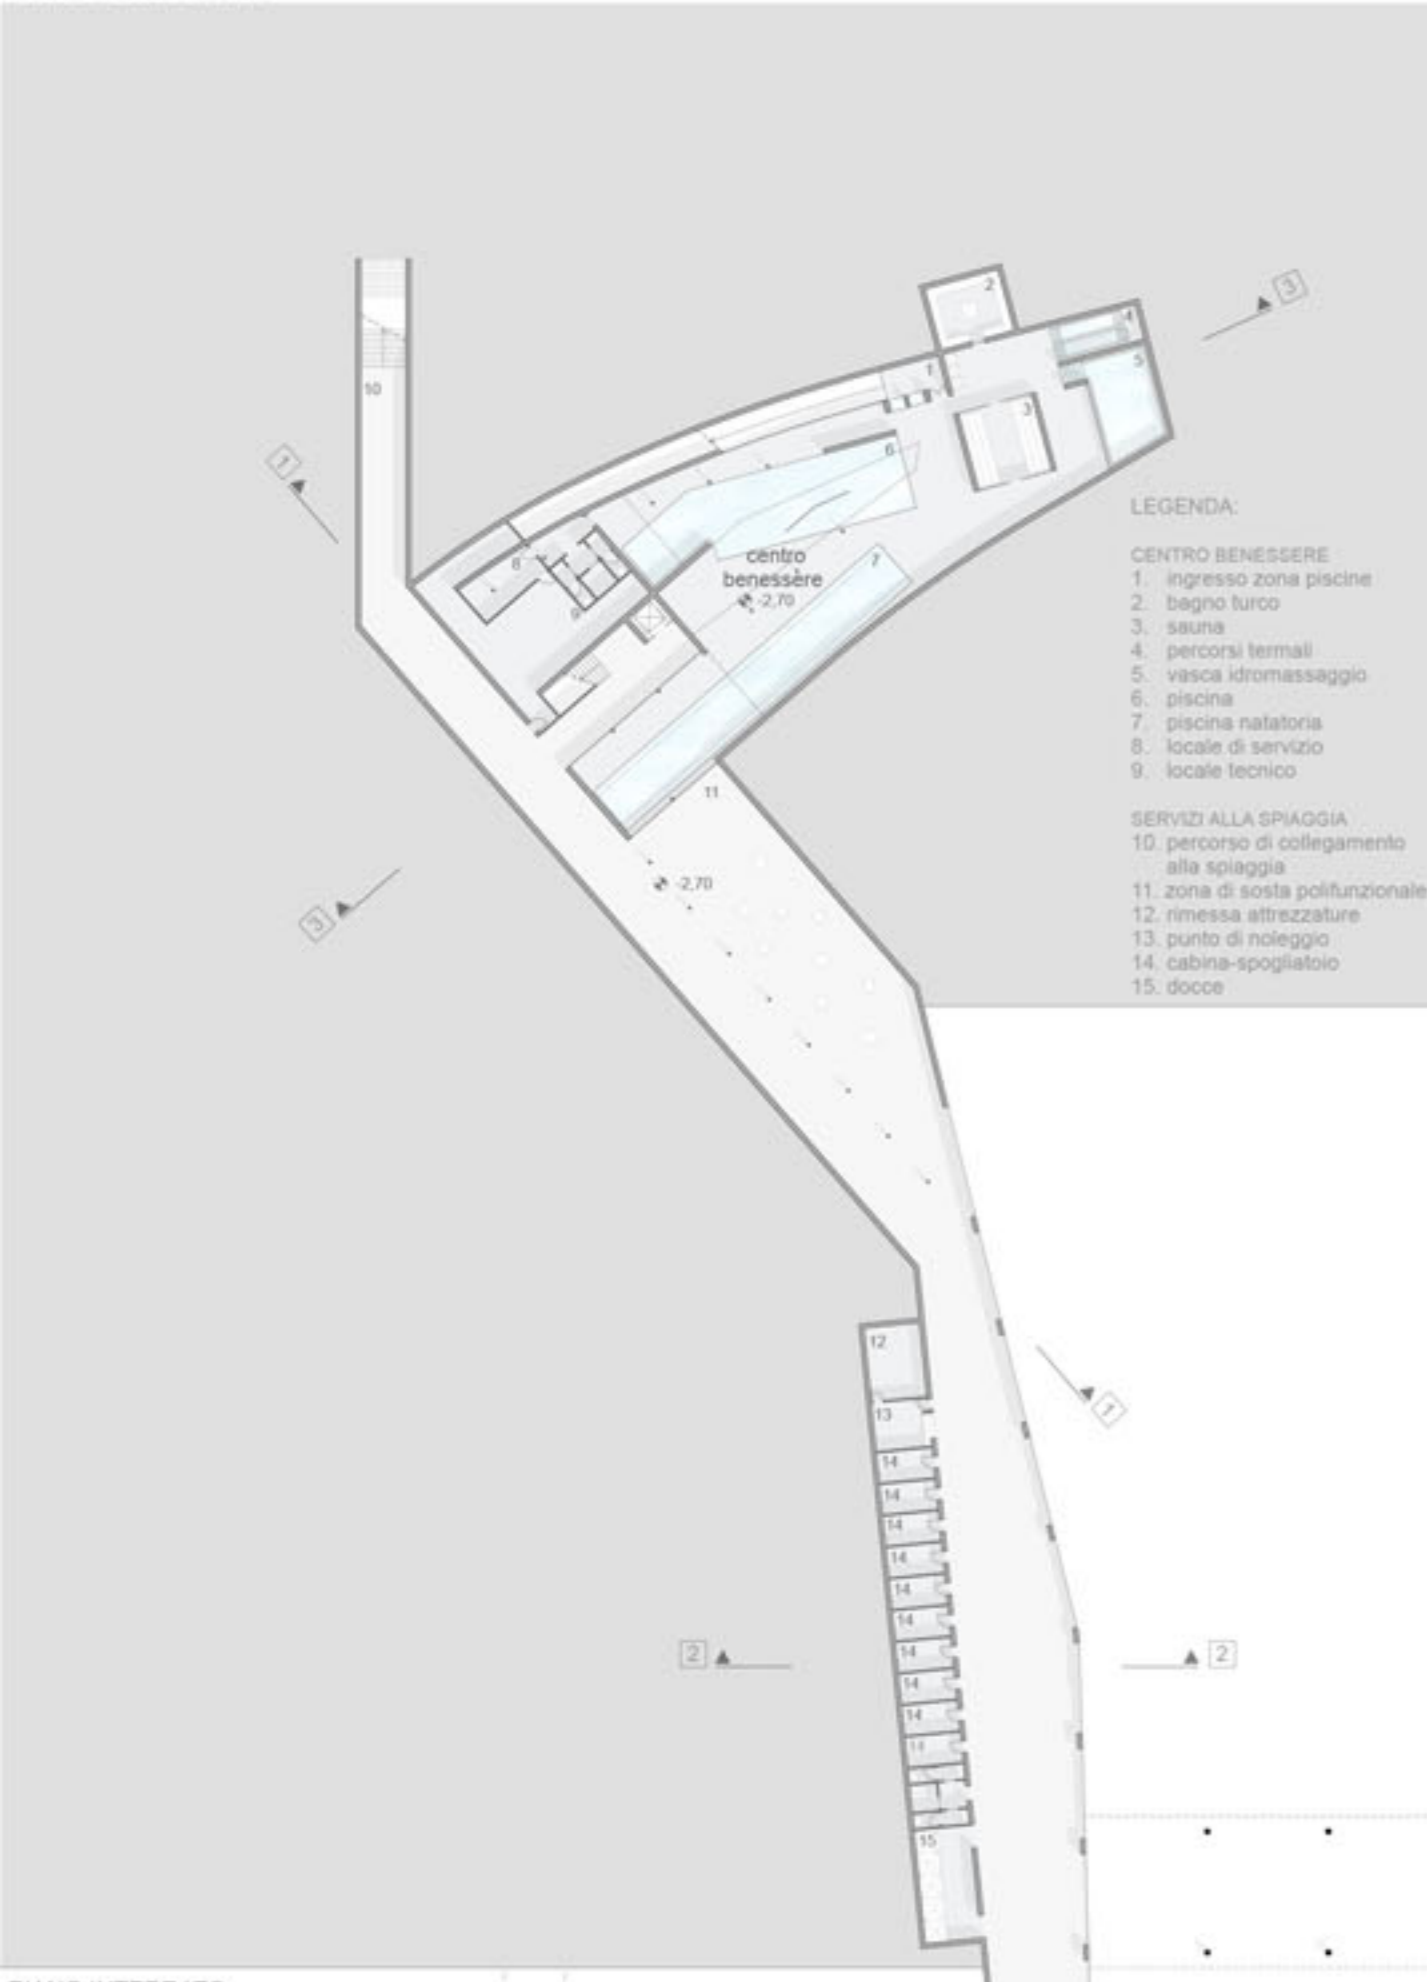 2
3
4
1
5
10
3
6
1
LEGENDA:
CENTRO BENESSERE
1. ingresso zona piscine
2. bagno turco
3. sauna
4. percorsi termali
5. vasca idromassaggio
6. piscina
7. piscina natatoria
8. locale di servizio
9. locale tecnico
SERVIZI ALLA SPIAGGIA
10. percorso di collegamento
alla spiaggia
11. zona di sosta polifunzionale
12. rimessa attrezzature
13. punto di noleggio
14. cabina-spogliatoio
15. docce
centro
benessere
-2,70
7
8
9
11
-2,70
3
12
13
1
14
14
14
14
14
14
14
14
14
14
2
2
15